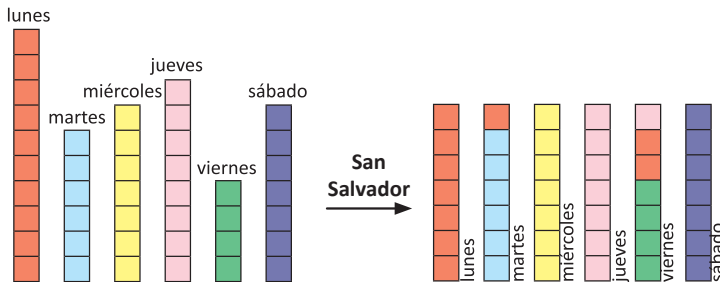 lunes
martes
miércoles
jueves
viernes
sábado
San
Salvador
lunes
martes
miércoles
jueves
viernes
sábado